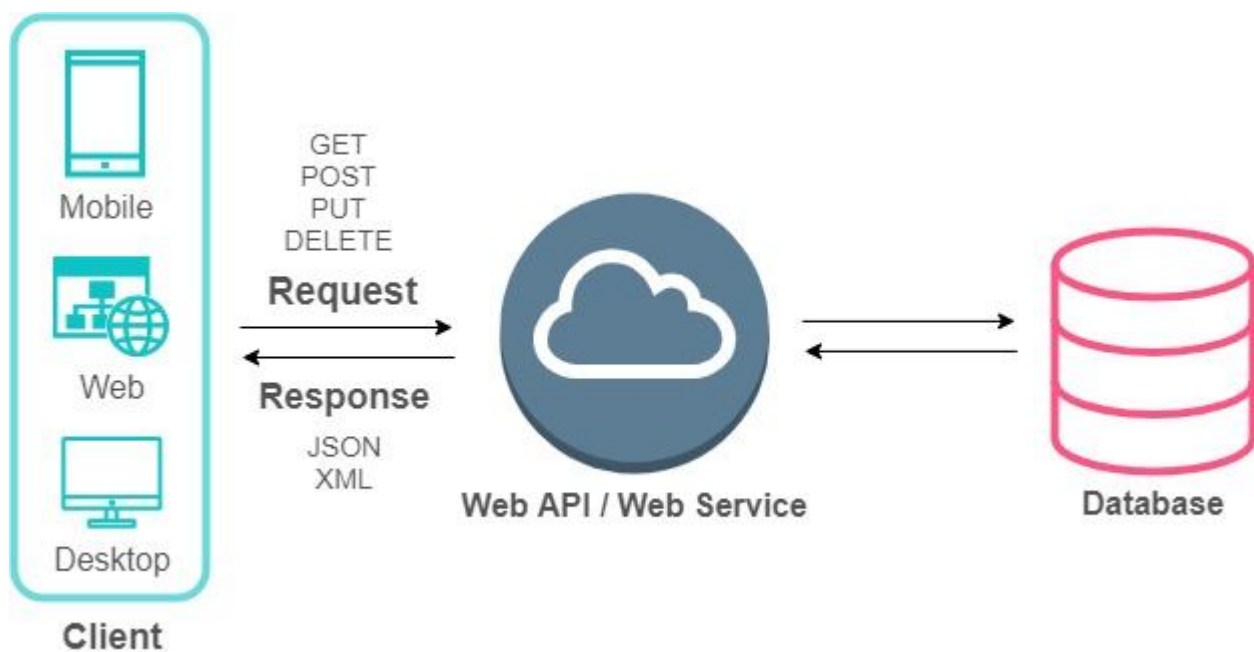 Mobile
Web
Desktop
Client
GET
POST
PUT
DELETE
Request
Response
JSON
XML
Web API / Web Service
Database